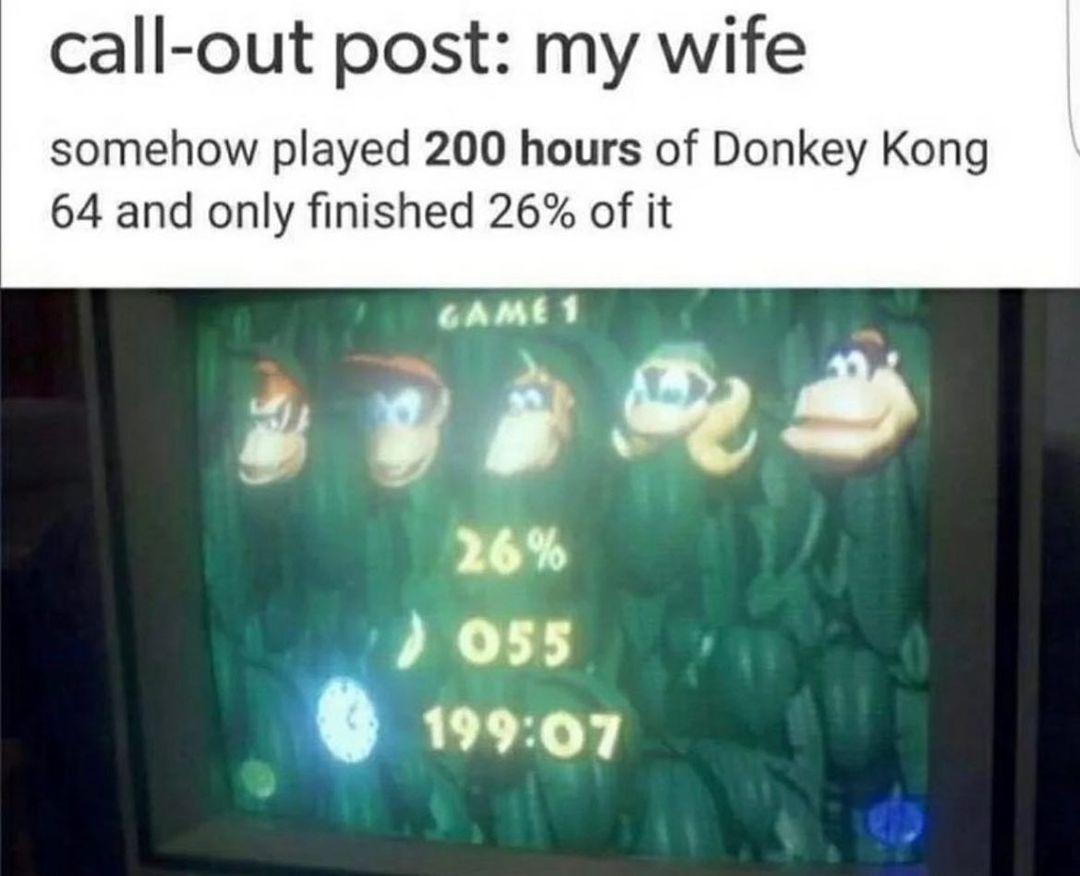 call-out post: my wife
somehow played 200 hours of Donkey Kong
64 and only finished 26% of it
GAME 1
26%
055
199:07